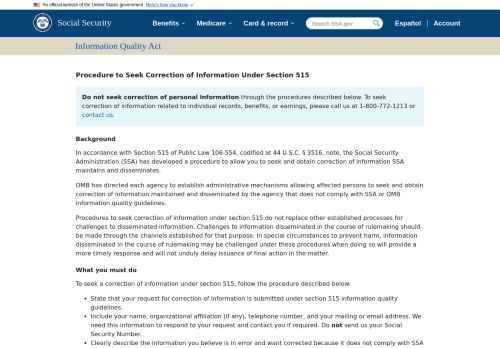 An official website of the United States government Here's how you know
Social Security
Benefits Medicare Card & record Search SSA.gov Español Account
Information Quality Act
Procedure to Seek Correction of Information Under Section 515
Do not seek correction of personal information through the procedures described below. To seek
correction of information related to individual records, benefits, or earnings, please call us at 1-800-772-1213 or
contact us.
Background
In accordance with Section 515 of Public Law 106-554, codified at 44 U.S.C. § 3516, note, the Social Security
Administration (SSA) has developed a procedure to allow you to seek and obtain correction of information SSA
maintains and disseminates.
OMB has directed each agency to establish administrative mechanisms allowing affected persons to seek and obtain
correction of information maintained and disseminated by the agency that does not comply with SSA or OMB
information quality guidelines.
Procedures to seek correction of information under section 515 do not replace other established processes for
challenges to disseminated information. Challenges to information disseminated in the course of rulemaking should
be made through the channels established for that purpose. In special circumstances to prevent harm, information
disseminated in the course of rulemaking may be challenged under these procedures when doing so will provide a
more timely response and will not unduly delay issuance of final action in the matter.
What you must do
To seek a correction of information under section 515, follow the procedure described below:
• State that your request for correction of information is submitted under section 515 information quality
guidelines.
• Include your name, organizational affiliation (if any), telephone number, and your mailing or email address. We
need this information to respond to your request and contact you if required. Do not send us your Social
Security Number.
• Clearly describe the information you believe is in error and want corrected because it does not comply with SSA